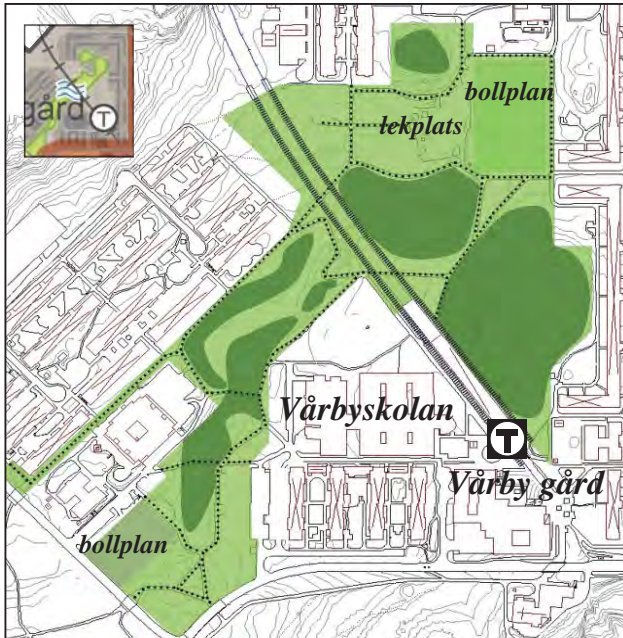 gård
T
bollplan
lekplats
Vårbyskolan
T
Vårby gård
bollplan